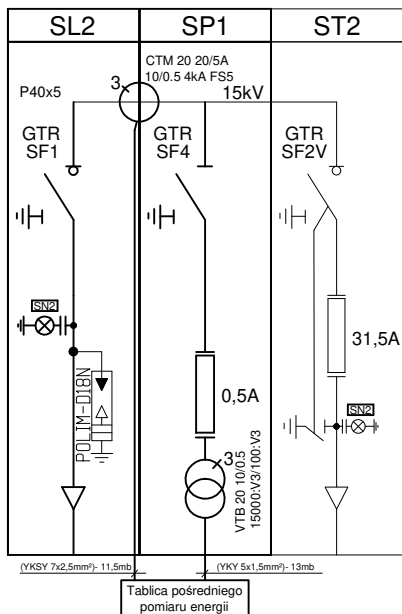 SL2
SP1
ST2
CTM 20 20/5A
10/0.5 4kA FS5
3
P40x5
15kV
GTR
SF1
GTR
SF4
GTR
SF2V
SN2
POLIM-D18N
0,5A
31,5A
SN2
3
VTB 20 10/0.5
15000:V3/100:V3
(YKSY 7x2,5mm²)- 11,5mb
(YKY 5x1,5mm²)- 13mb
Tablica pośredniego
pomiaru energii